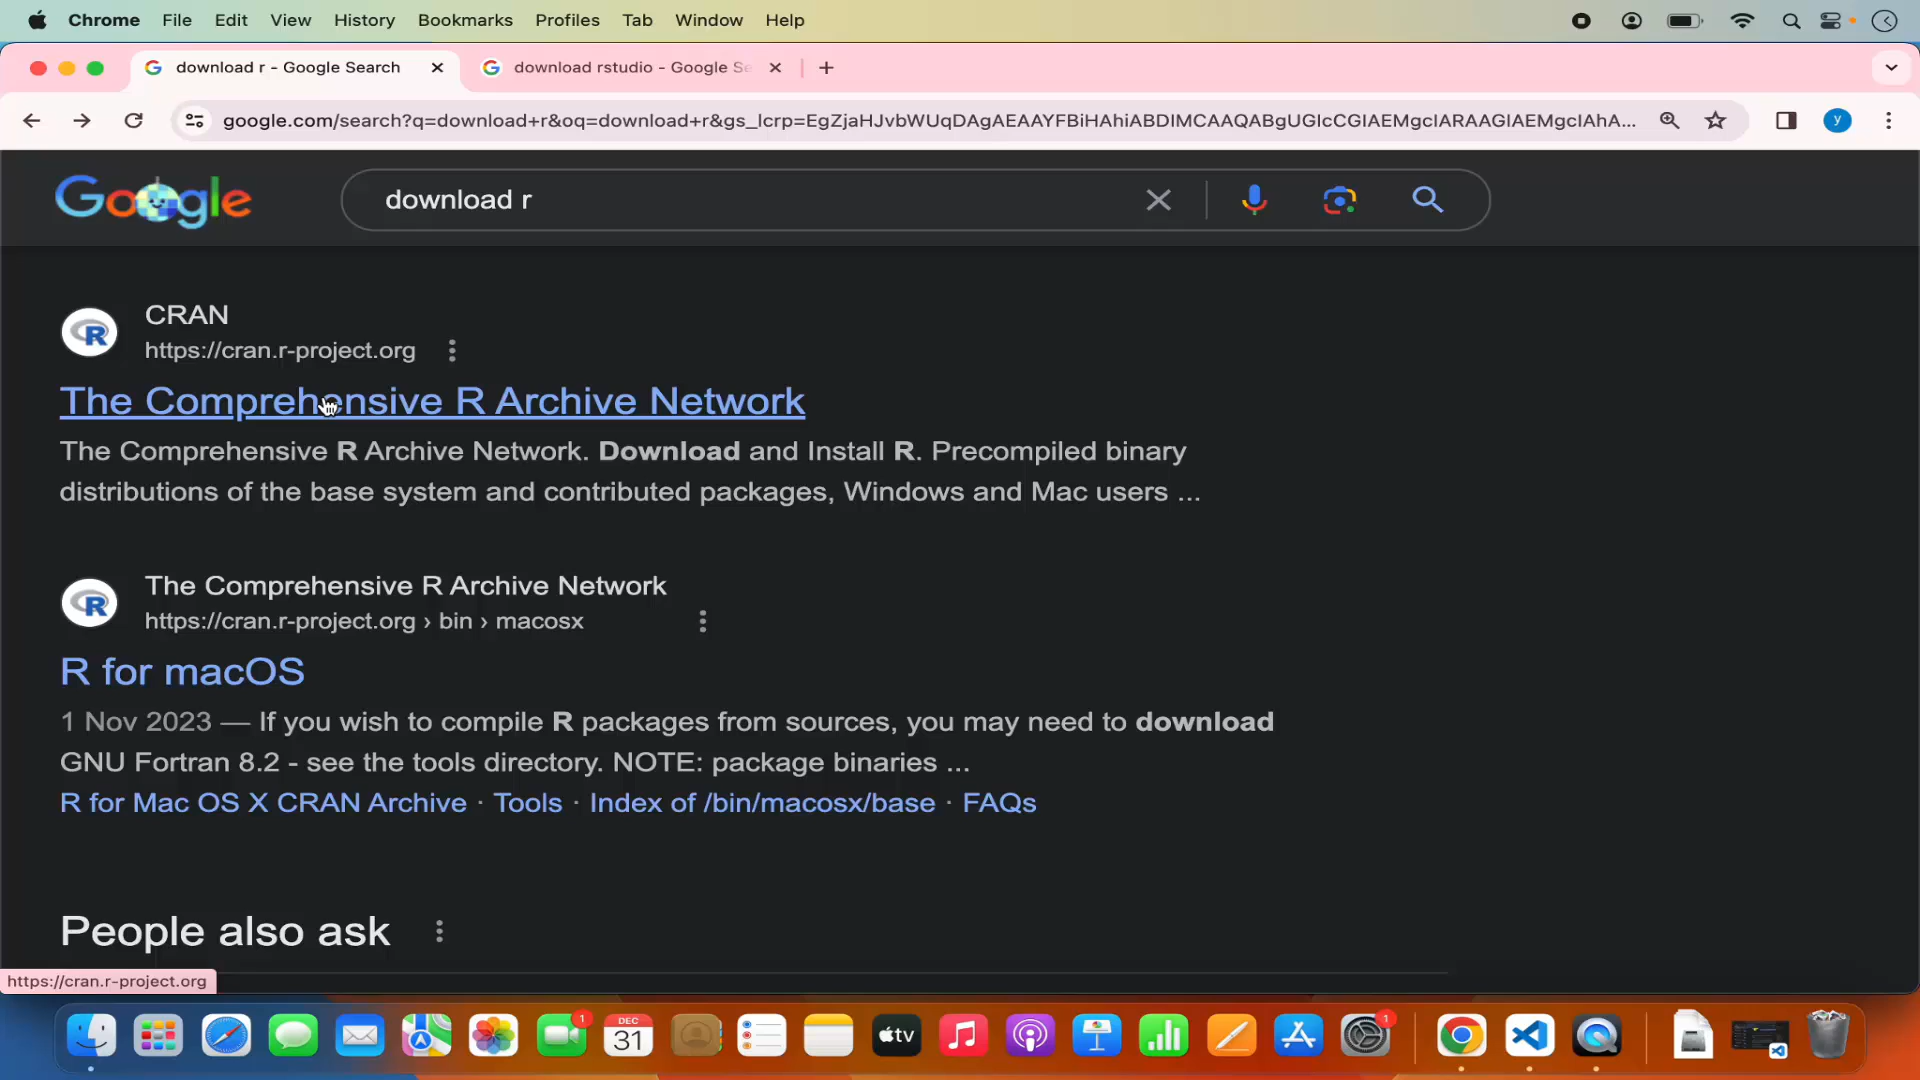 Chrome File Edit View History Bookmarks Profiles Tab Window Help
download r - Google Search
download rstudio - Google Se
google.com/search?q=download+r&oq=download+r&gs_lcrp=EgZjaHJvbWUqDAgAEAAYFBiHAhiABDIMCAAQABgUGIcCGIAEMgcIARAAGIAEMgcIAhA...
y
Google
download r
CRAN
https://cran.r-project.org
The Comprehensive R Archive Network
The Comprehensive R Archive Network. Download and Install R. Precompiled binary
distributions of the base system and contributed packages, Windows and Mac users ...
The Comprehensive R Archive Network
https://cran.r-project.org › bin › macosx
R for macOS
1 Nov 2023 — If you wish to compile R packages from sources, you may need to download
GNU Fortran 8.2 - see the tools directory. NOTE: package binaries ...
R for Mac OS X CRAN Archive · Tools · Index of /bin/macosx/base · FAQs
People also ask
https://cran.r-project.org
1
DEC
31
tv
1